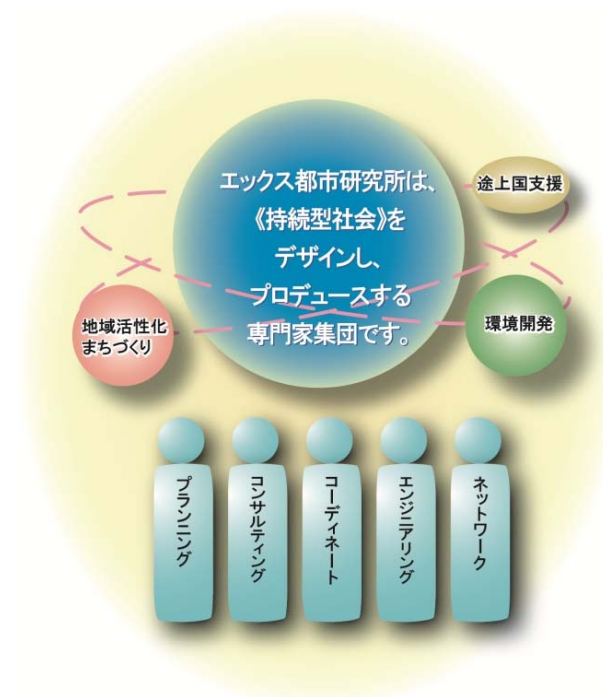 エックス都市研究所は、
《持続型社会》を
デザインし、
プロデュースする
専門家集団です。
途上国支援
地域活性化
まちづくり
環境開発
プランニング
コンサルティング
コーディネート
エンジニアリング
ネットワーク